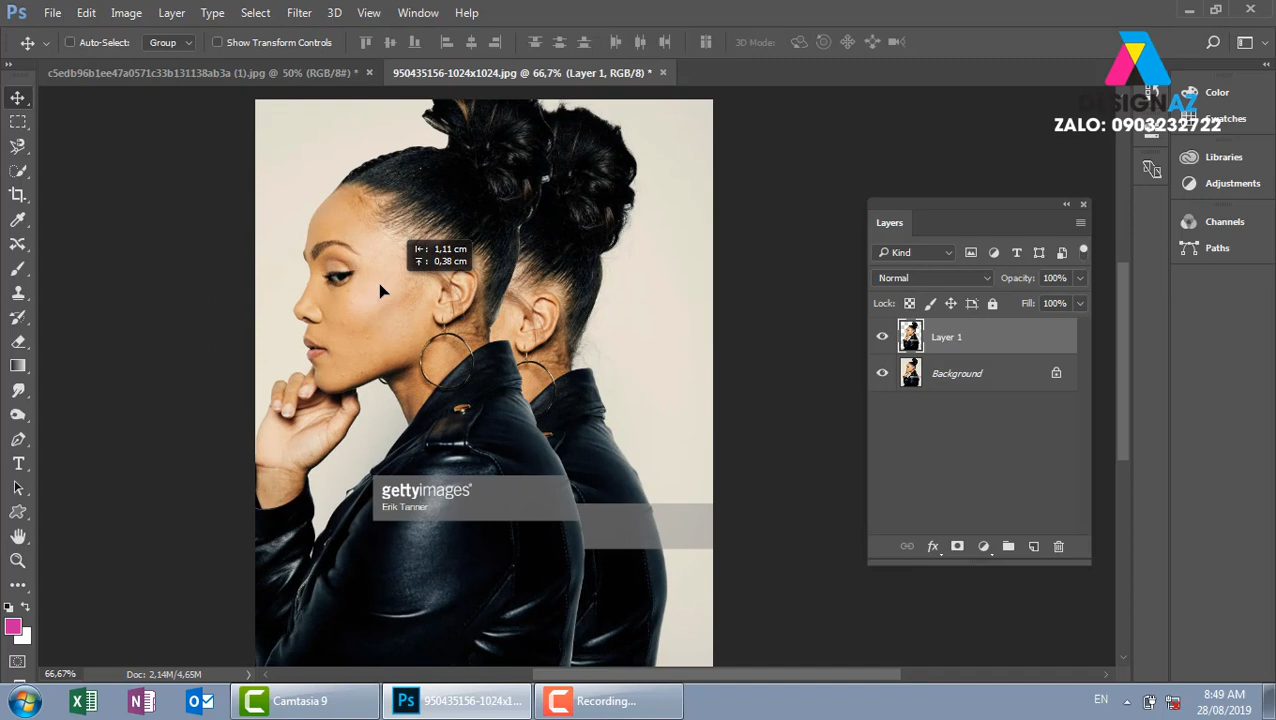 Ps File Edit Image Layer Type Select Filter 3D View Window Help
Auto-Select: Group Show Transform Controls 3D Mode:
c5edb96b1ee47a0571c33b131138ab3a (1).jpg @ 50% (RGB/8#) * × 950435156-1024x1024.jpg @ 66,7% (Layer 1, RGB/8) * ×
DESIGNAZ
ZALO: 0903232722
Color
Swatches
Libraries
Adjustments
Channels
Paths
1,11 cm
0,38 cm
Layers
Kind
Normal Opacity: 100%
Lock: Fill: 100%
Layer 1
Background
gettyimages®
Erik Tanner
66,67% Doc: 2,14M/4,65M
Camtasia 9 Ps 950435156-1024x1... Recording... EN 8:49 AM
28/08/2019